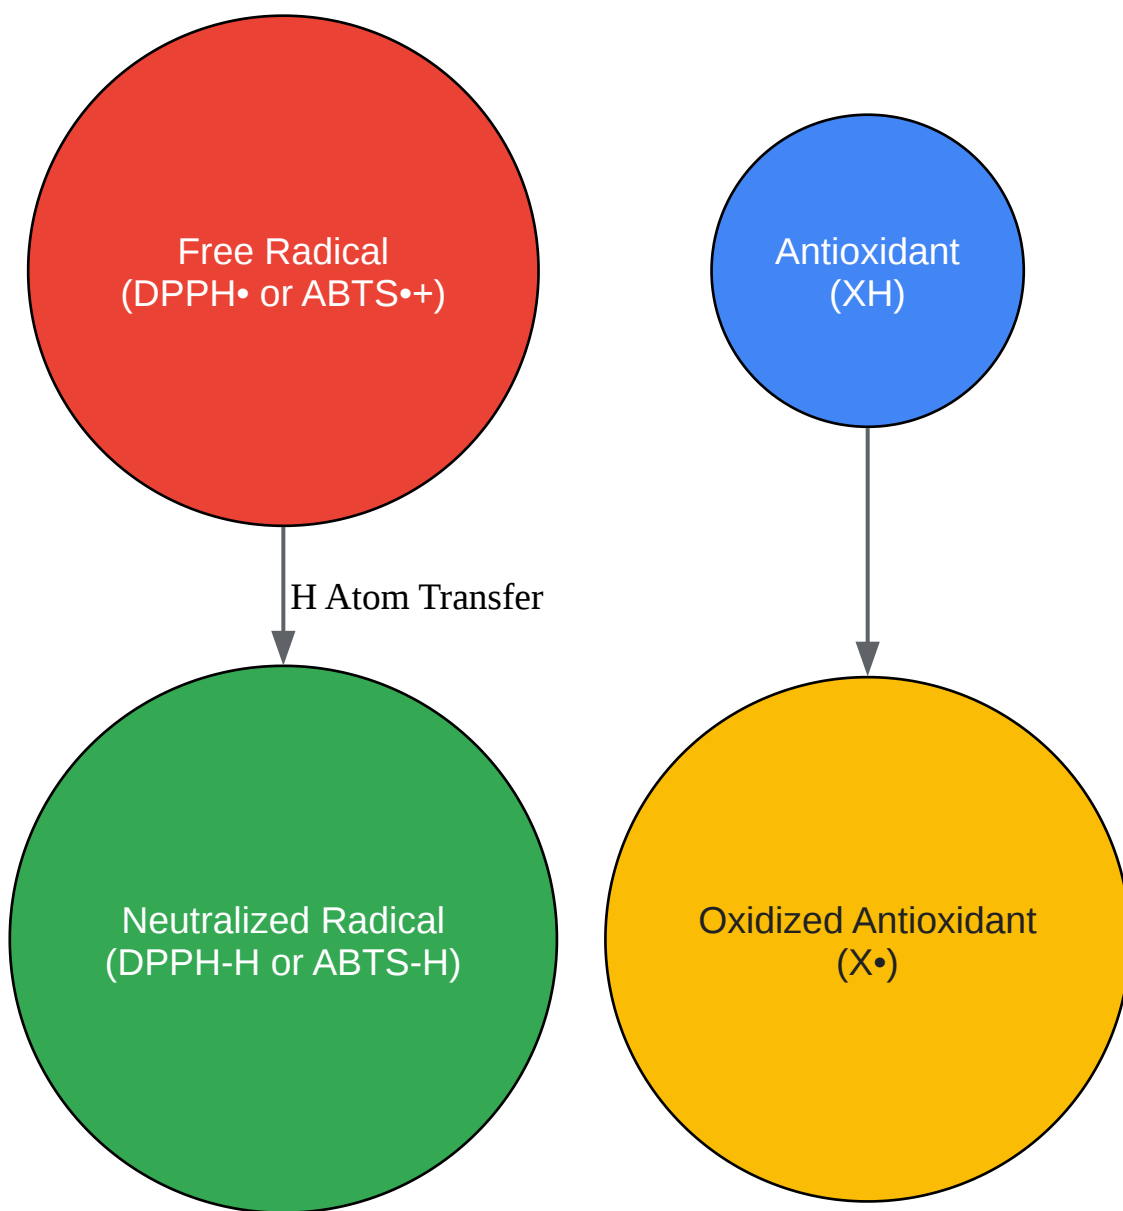 Free Radical
(DPPH• or ABTS•+)
Antioxidant
(XH)
H Atom Transfer
Neutralized Radical
(DPPH-H or ABTS-H)
Oxidized Antioxidant
(X•)